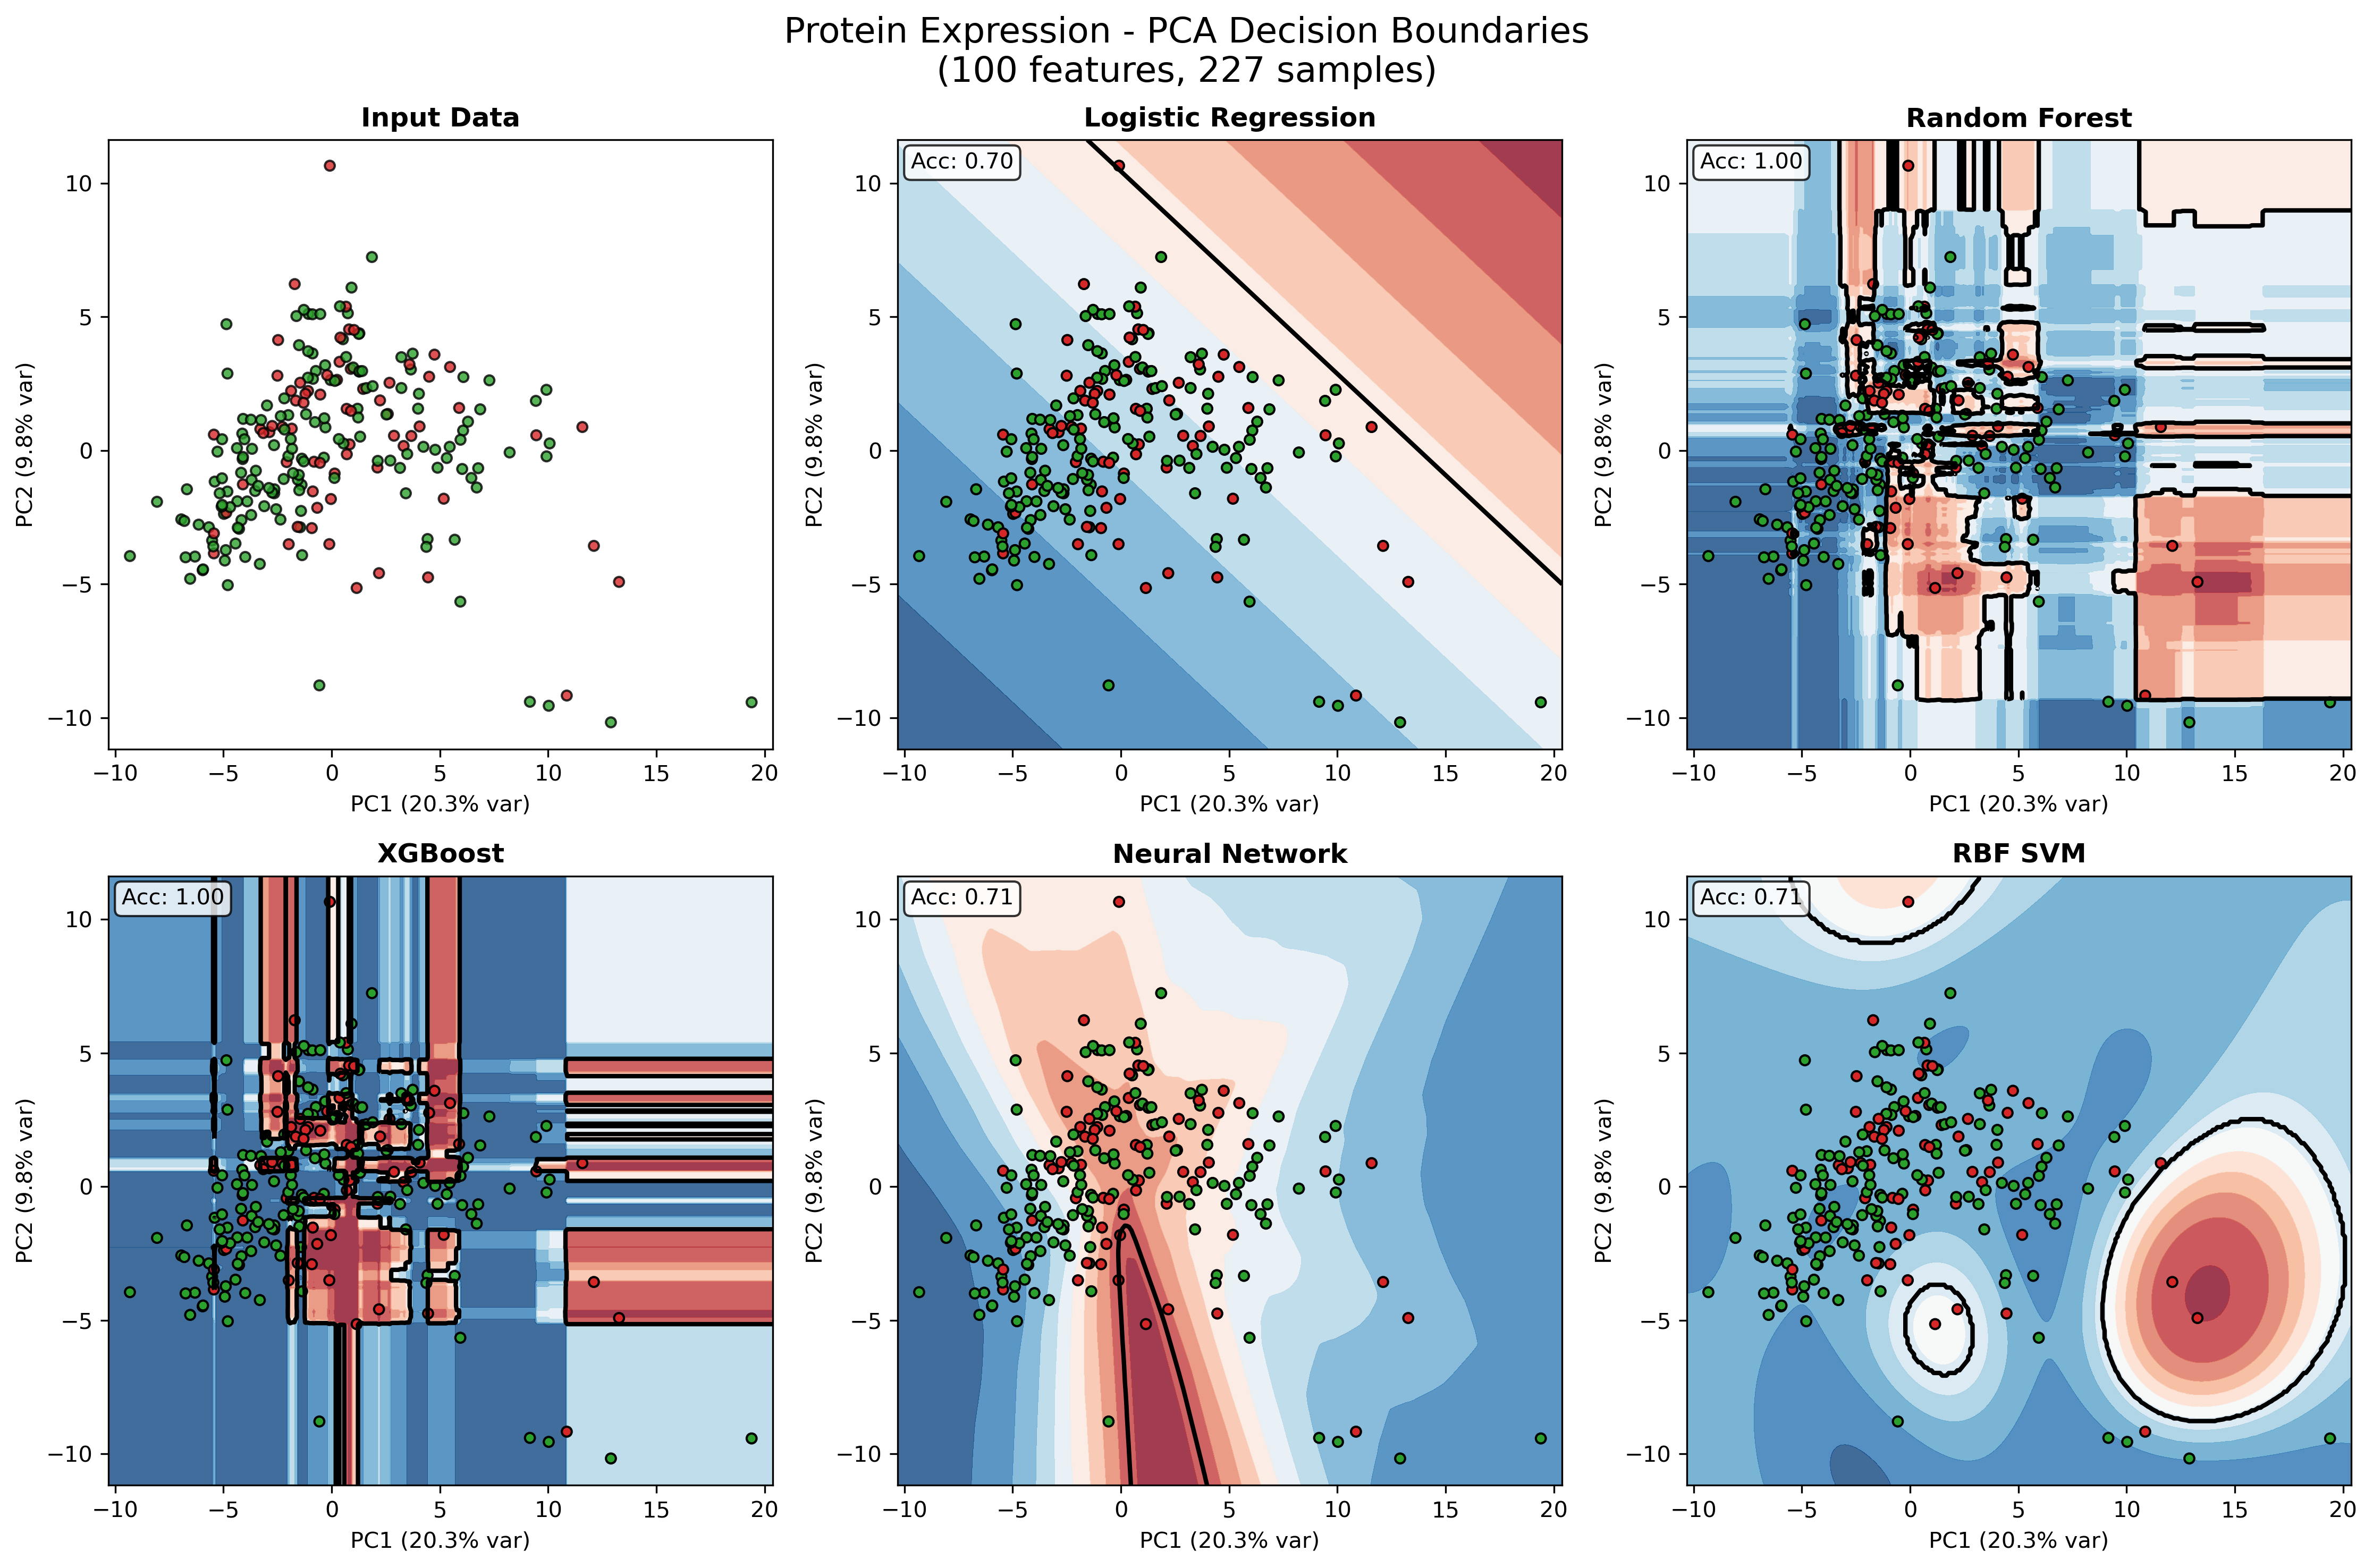 Protein Expression - PCA Decision Boundaries
(100 features, 227 samples)
Input Data
10
5
0
−5
−10
PC2 (9.8% var)
−10 −5 0 5 10 15 20
PC1 (20.3% var)
Logistic Regression
Acc: 0.70
10
5
0
−5
−10
PC2 (9.8% var)
−10 −5 0 5 10 15 20
PC1 (20.3% var)
Random Forest
Acc: 1.00
10
5
0
−5
−10
PC2 (9.8% var)
−10 −5 0 5 10 15 20
PC1 (20.3% var)
XGBoost
Acc: 1.00
10
5
0
−5
−10
PC2 (9.8% var)
−10 −5 0 5 10 15 20
PC1 (20.3% var)
Neural Network
Acc: 0.71
10
5
0
−5
−10
PC2 (9.8% var)
−10 −5 0 5 10 15 20
PC1 (20.3% var)
RBF SVM
Acc: 0.71
10
5
0
−5
−10
PC2 (9.8% var)
−10 −5 0 5 10 15 20
PC1 (20.3% var)